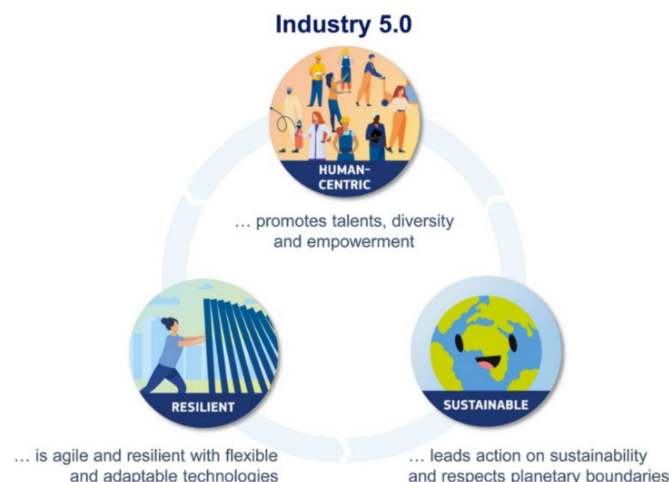 Industry 5.0
HUMAN-
CENTRIC
... promotes talents, diversity
and empowerment
RESILIENT
... is agile and resilient with flexible
and adaptable technologies
SUSTAINABLE
... leads action on sustainability
and respects planetary boundaries